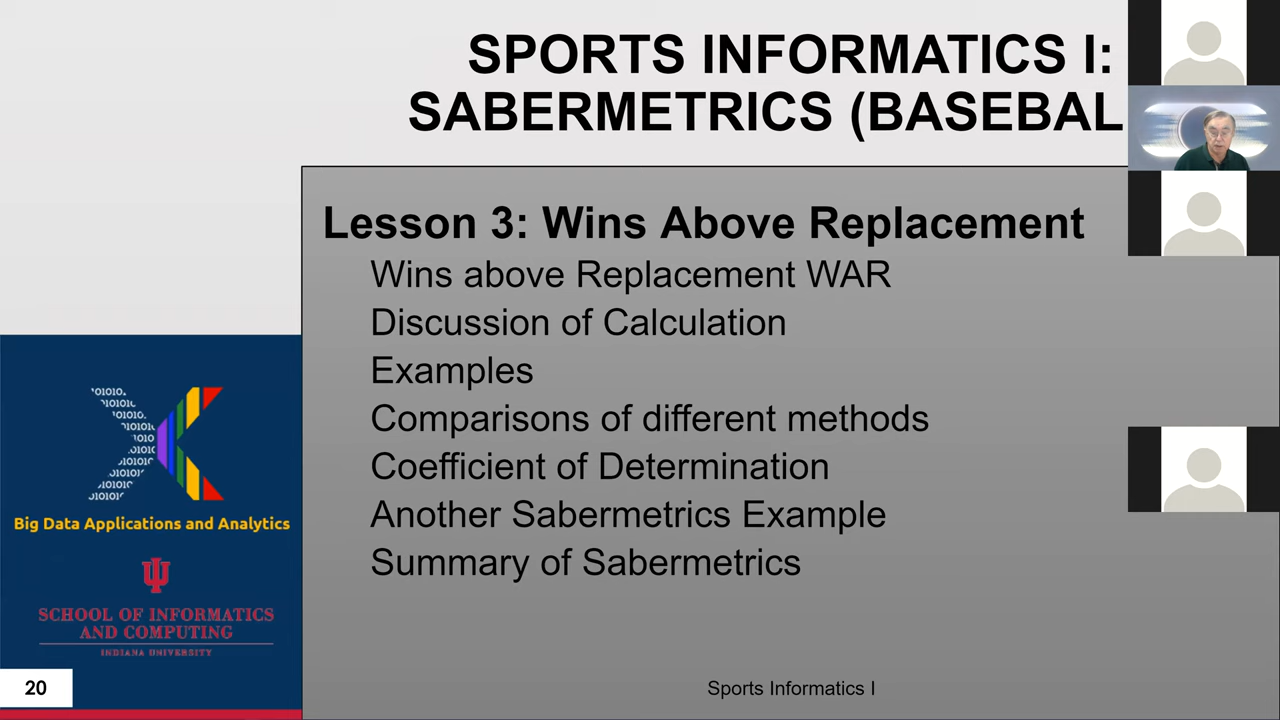 SPORTS INFORMATICS I:
SABERMETRICS (BASEBAL
Lesson 3: Wins Above Replacement
Wins above Replacement WAR
Discussion of Calculation
Examples
Comparisons of different methods
Coefficient of Determination
Another Sabermetrics Example
Summary of Sabermetrics
Big Data Applications and Analytics
SCHOOL OF INFORMATICS
AND COMPUTING
INDIANA UNIVERSITY
20
Sports Informatics I